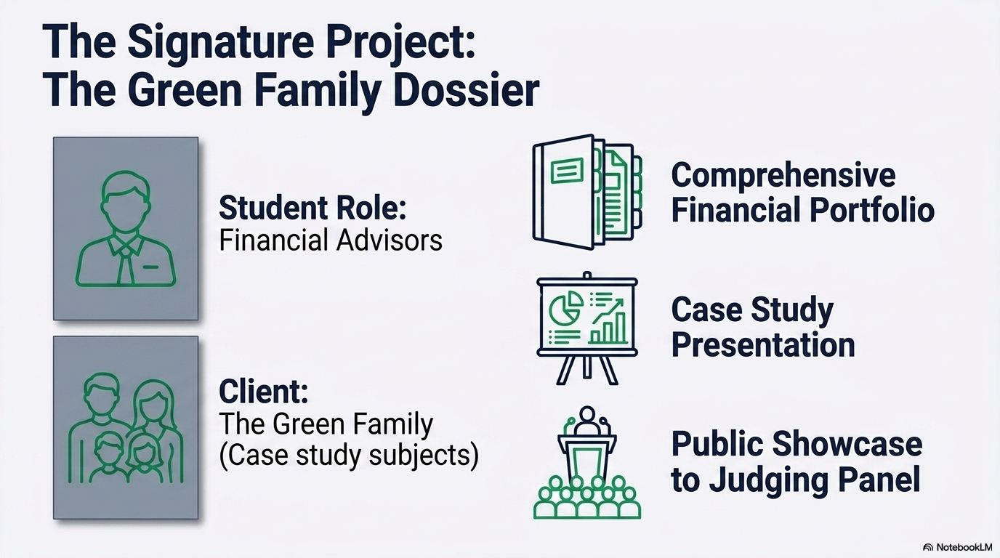 The Signature Project:
The Green Family Dossier
Student Role:
Financial Advisors
Client:
The Green Family
(Case study subjects)
Comprehensive
Financial Portfolio
Case Study
Presentation
Public Showcase
to Judging Panel
NotebookLM